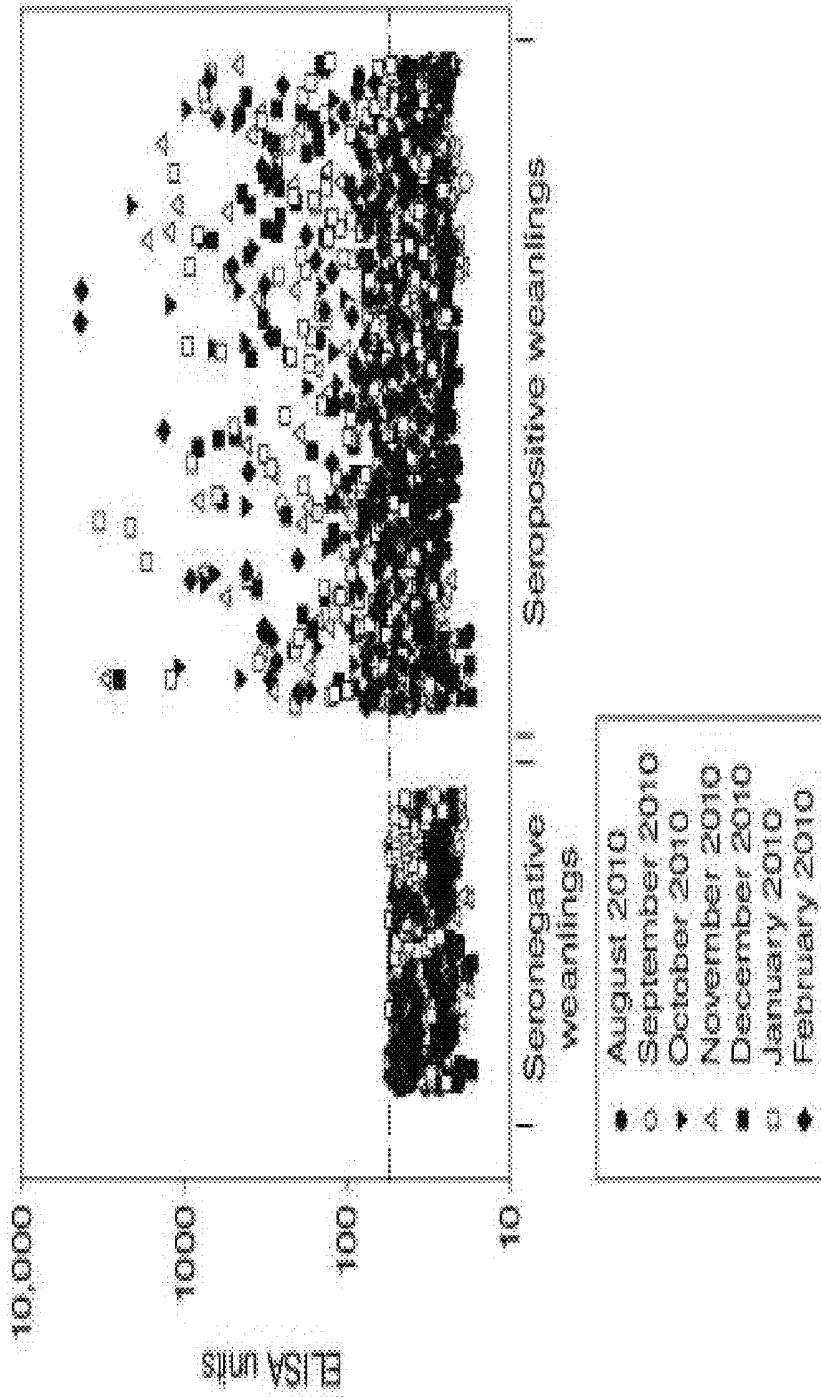 ELISA units
10,000
1000
100
10
Seronegative
weanlings
Seropositive weanlings
August 2010
September 2010
October 2010
November 2010
December 2010
January 2010
February 2010